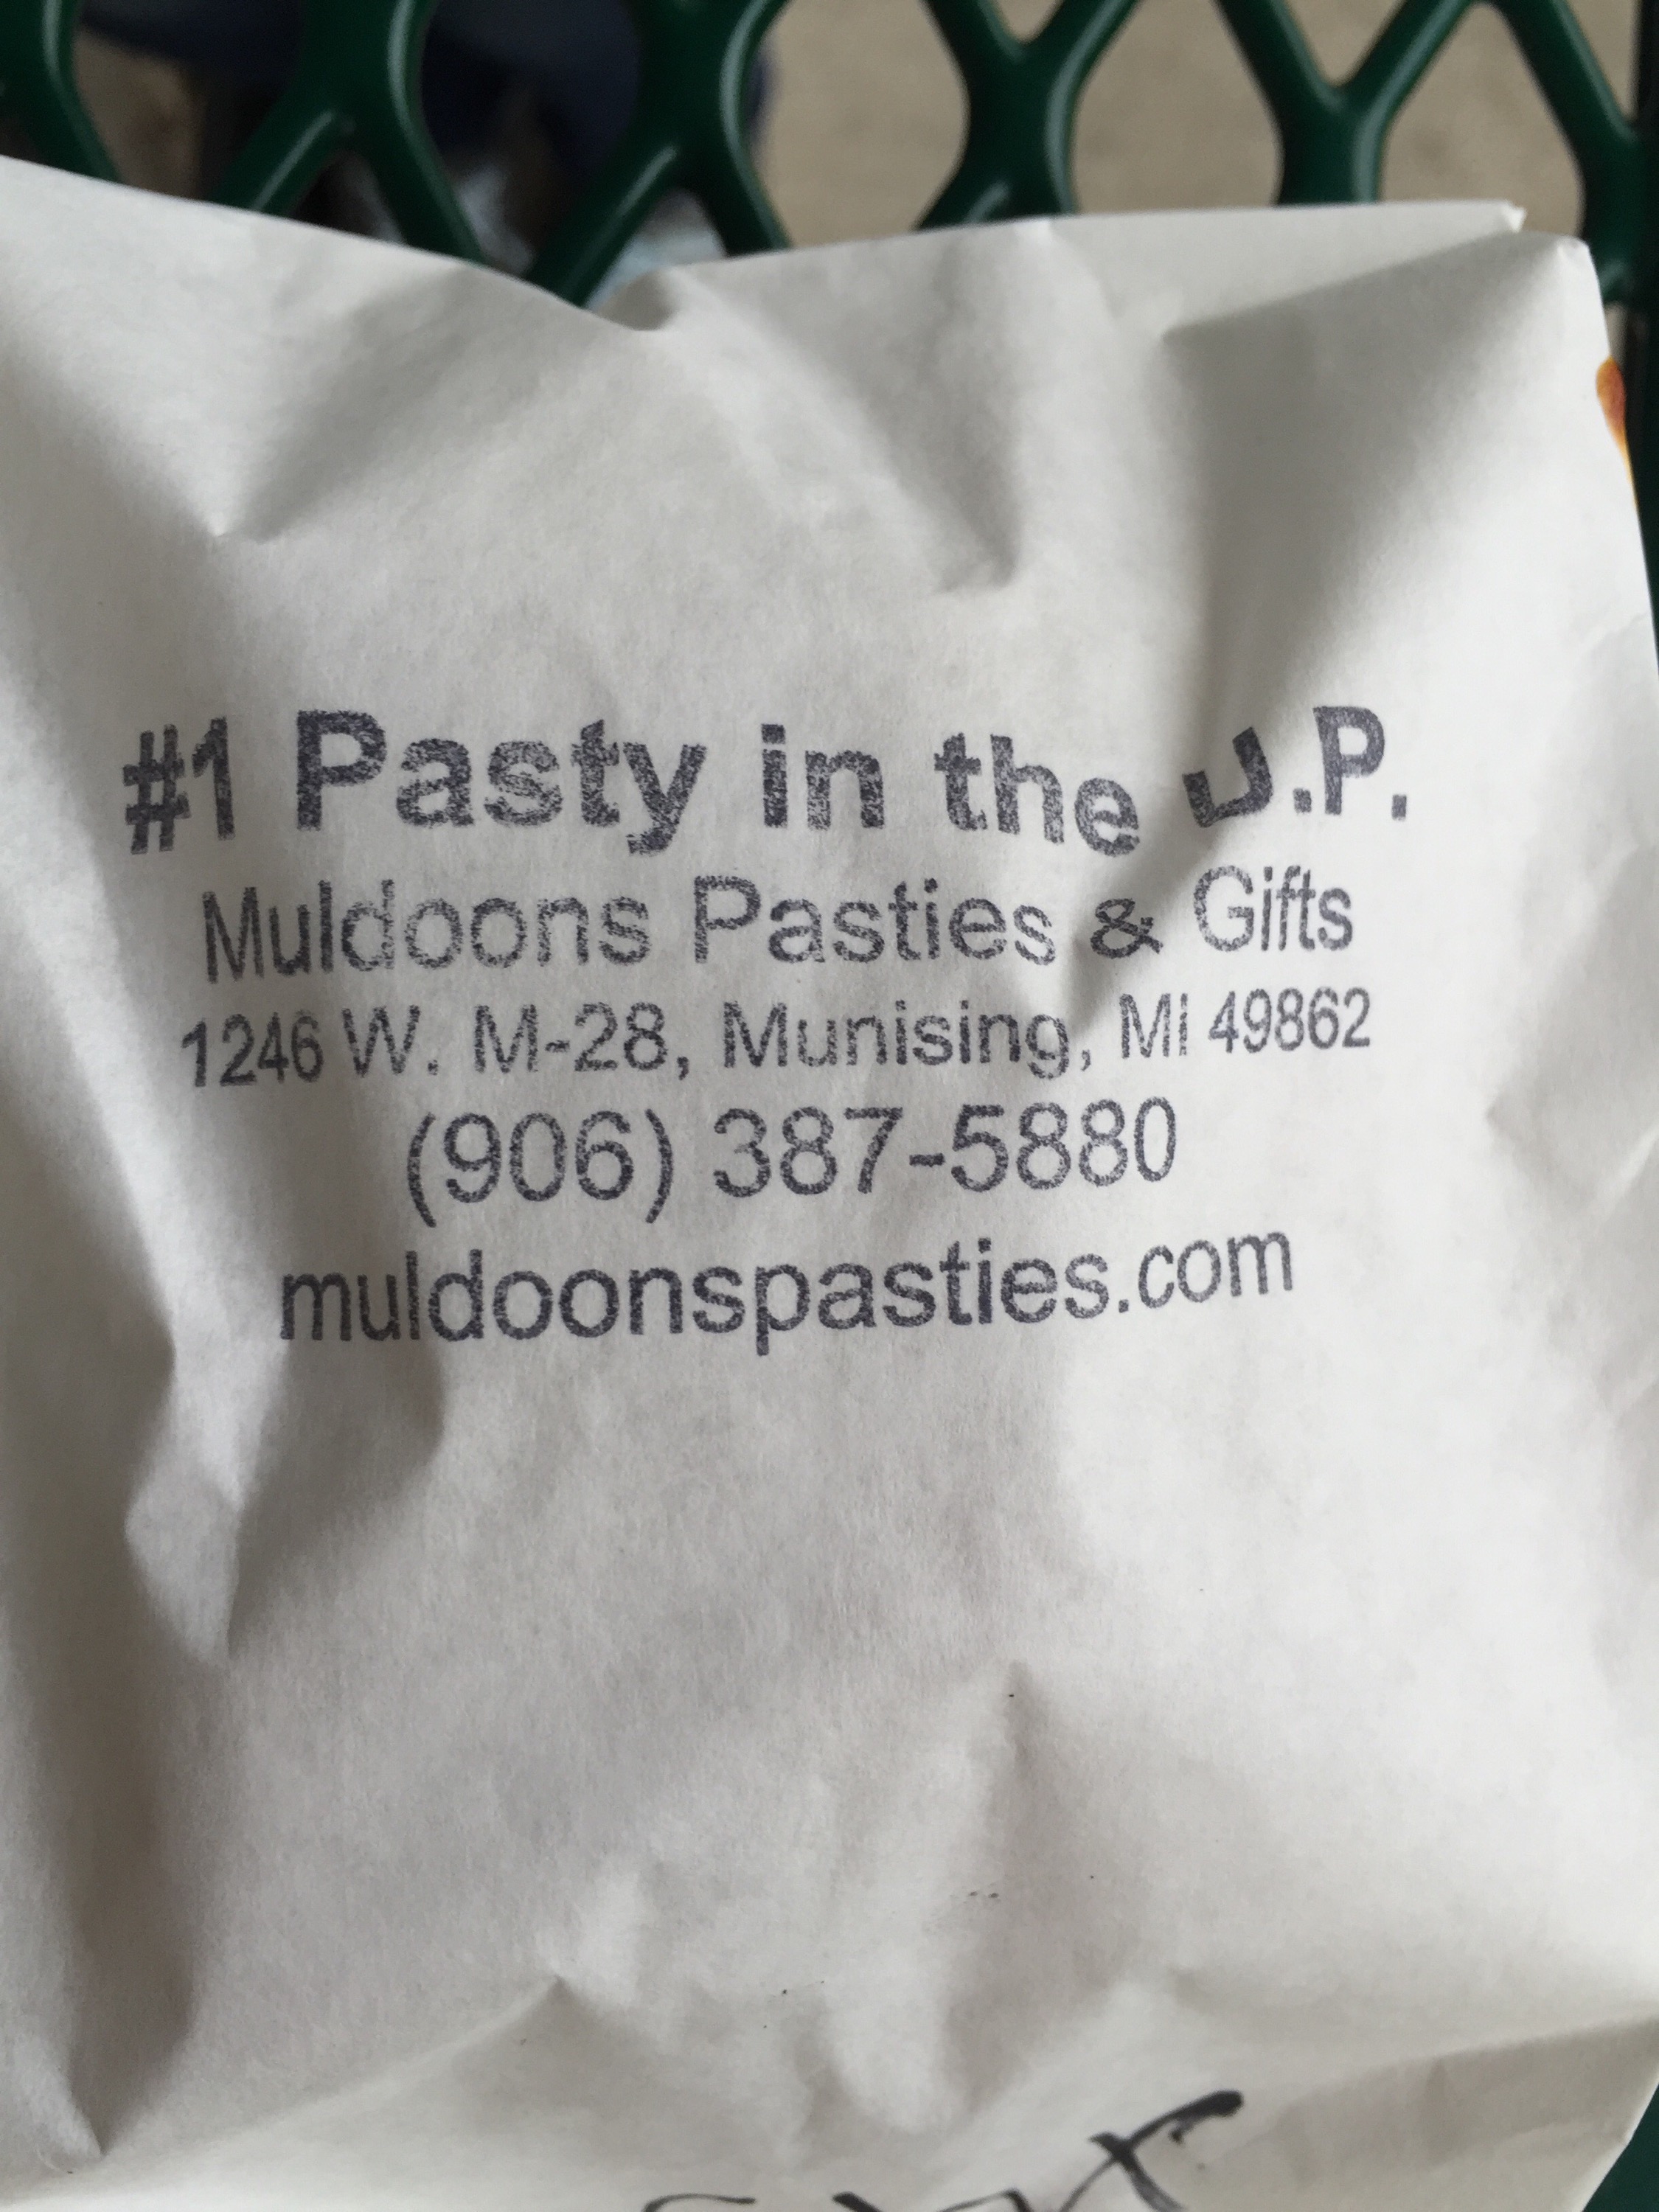 #1 Pasty in the U.P.
Muldoons Pasties & Gifts
1246 W. M-28, Munising, Mi 49862
(906) 387-5880
muldoonspasties.com